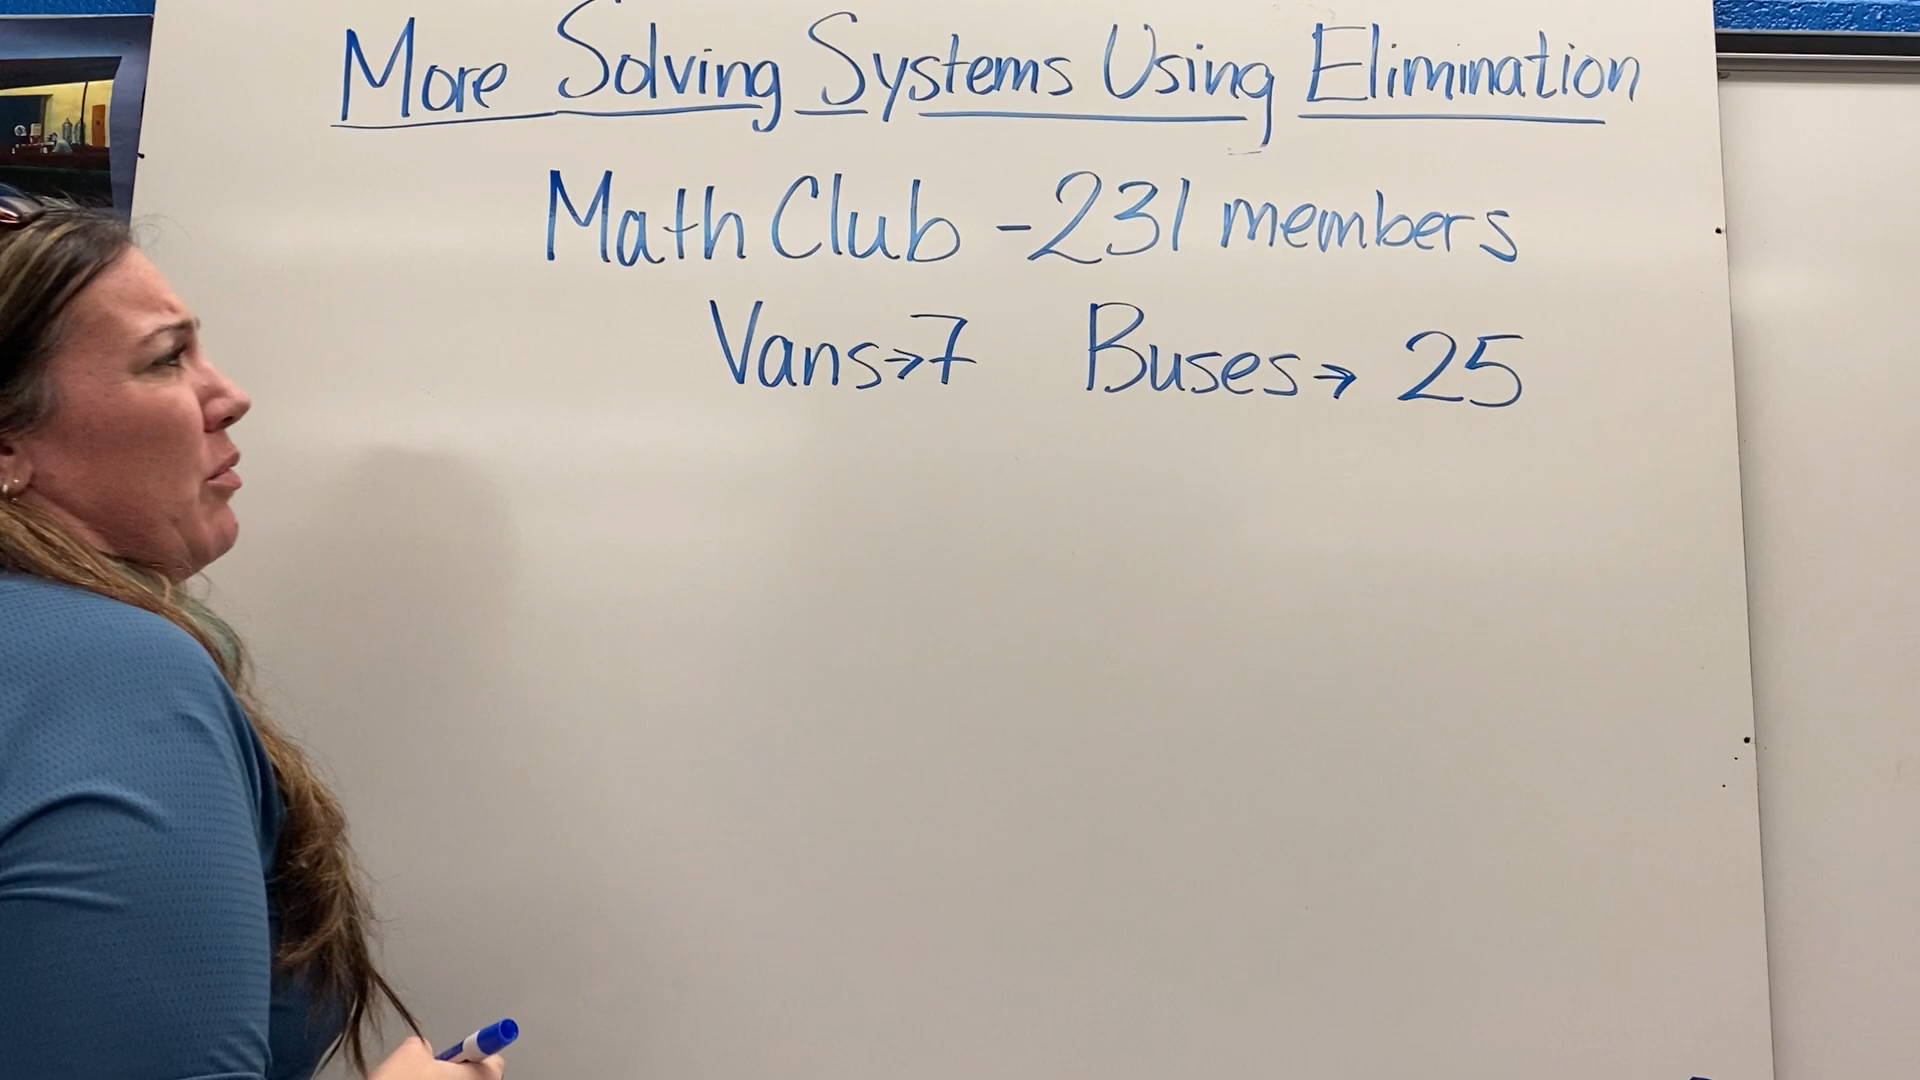 More Solving Systems Using Elimination
Math Club - 231 members
Vans→7 Buses→ 25